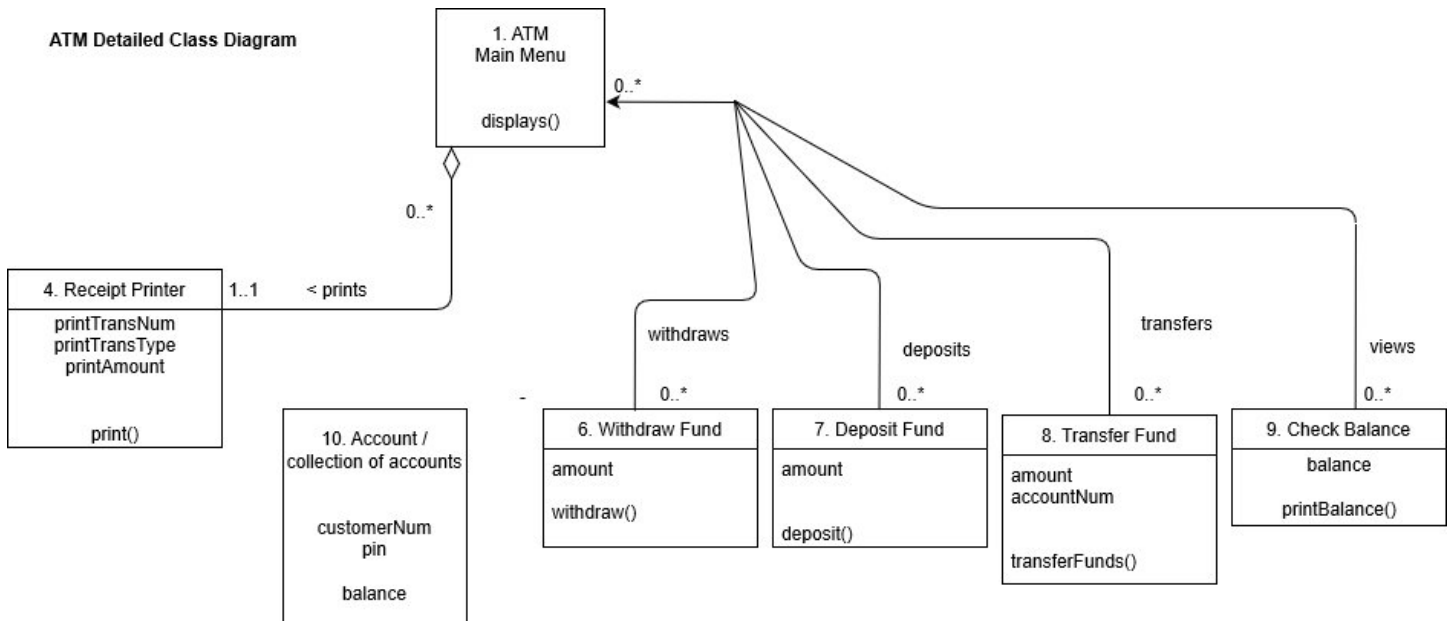 ATM Detailed Class Diagram
1. ATM
Main Menu
displays()
0..*
0..*
4. Receipt Printer
printTransNum
printTransType
printAmount
print()
1..1
< prints
withdraws
deposits
transfers
views
-
0..*
0..*
0..*
0..*
10. Account /
collection of accounts
customerNum
pin
balance
6. Withdraw Fund
amount
withdraw()
7. Deposit Fund
amount
deposit()
8. Transfer Fund
amount
accountNum
transferFunds()
9. Check Balance
balance
printBalance()